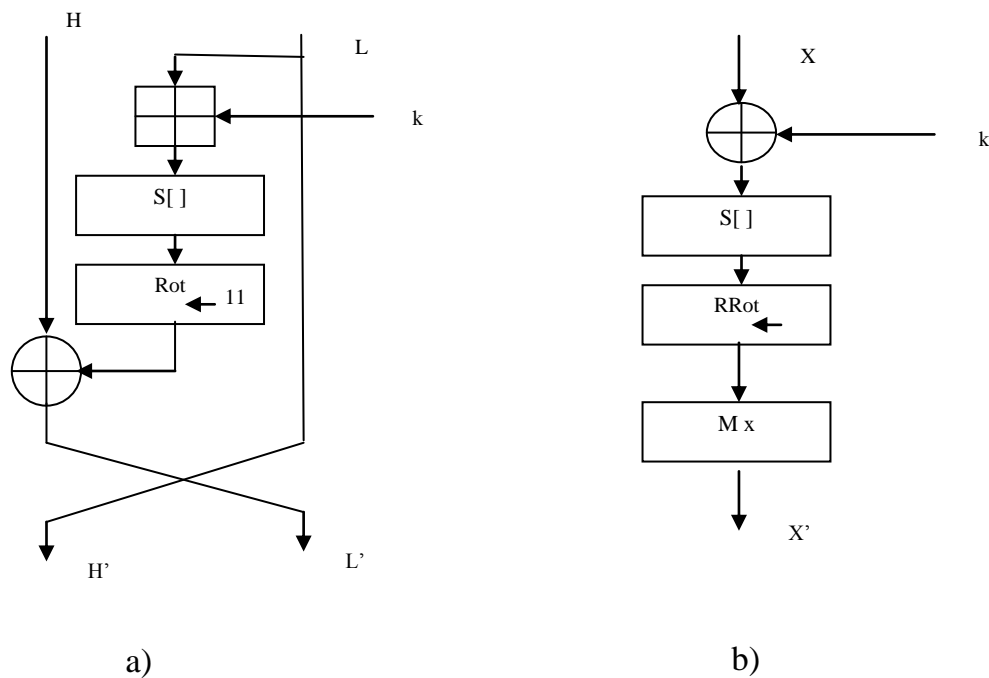 H
L
k
S[ ]
Rot
11
H’
L’
a)
X
k
S[ ]
RRot
M x
X’
b)